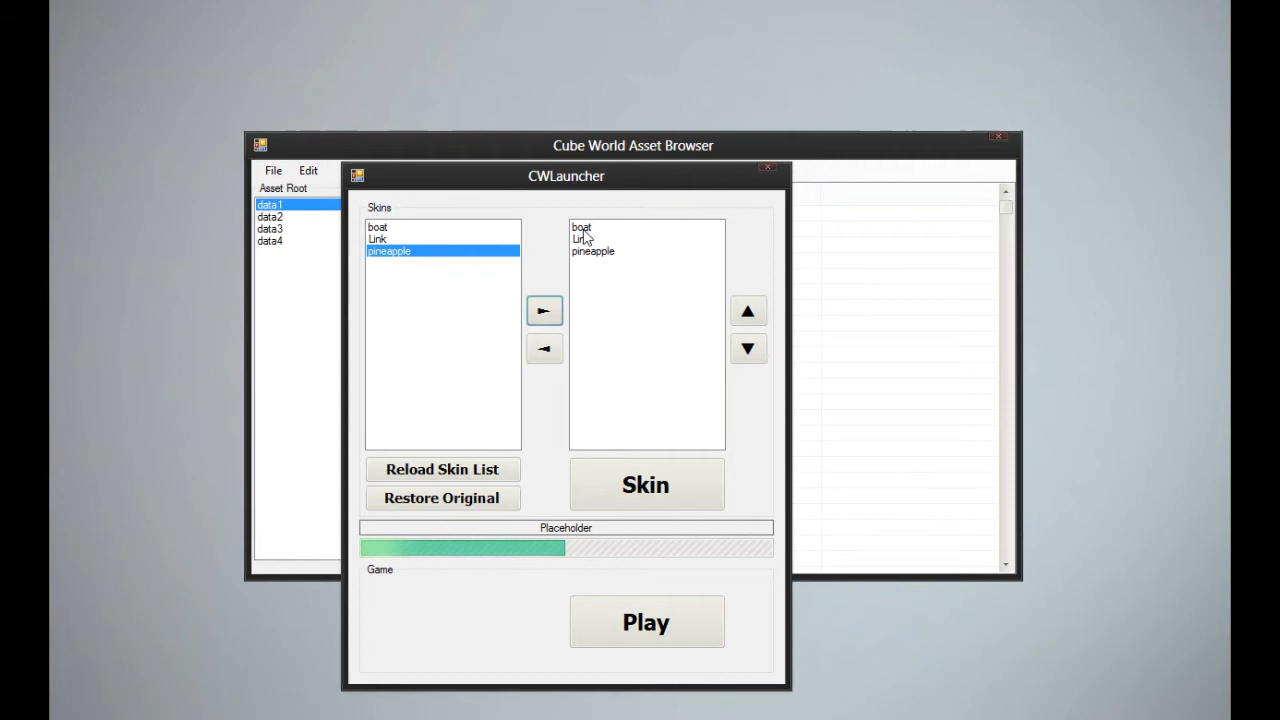 Cube World Asset Browser
File Edit
Asset Root
data1
data2
data3
data4
CWLauncher
Skins
boat
Link
pineapple
boat
Link
pineapple
Reload Skin List
Restore Original
Skin
Placeholder
Game
Play